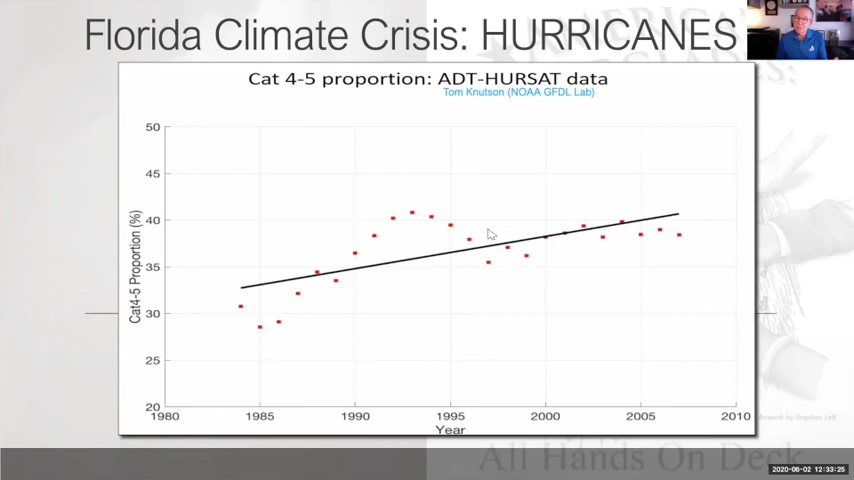 Florida Climate Crisis: HURRICANES
Cat 4-5 proportion: ADT-HURSAT data
Tom Knutson (NOAA GFDL Lab)
50
45
40
35
30
25
20
Cat4-5 Proportion (%)
1980 1985 1990 1995 2000 2005 2010
Year
All Hands On Deck
2020-06-02 12:33:25